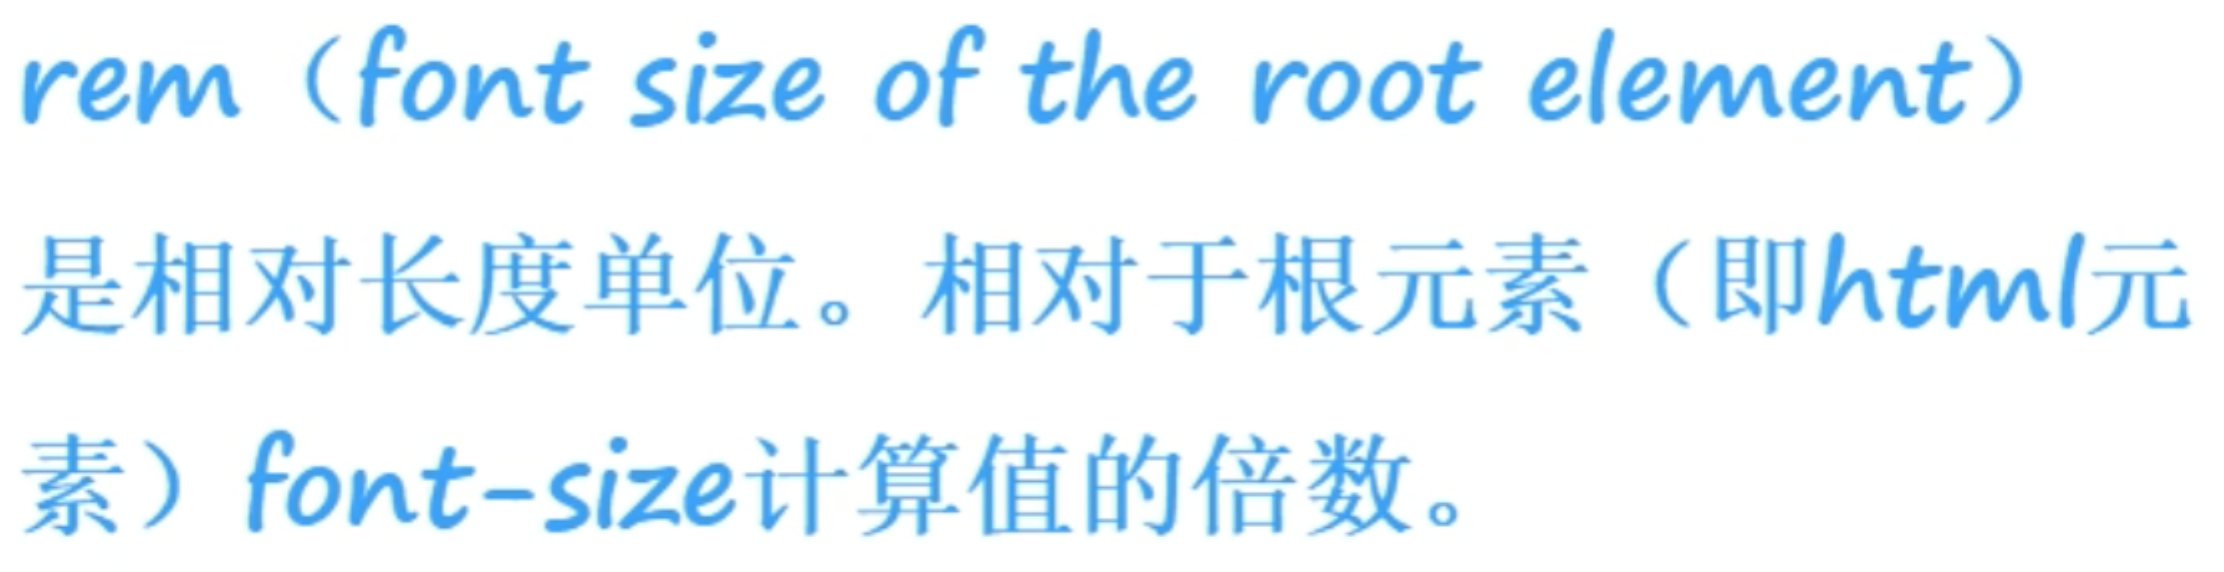 rem（font size of the root element）
是相对长度单位。相对于根元素（即html元
素）font-size计算值的倍数。